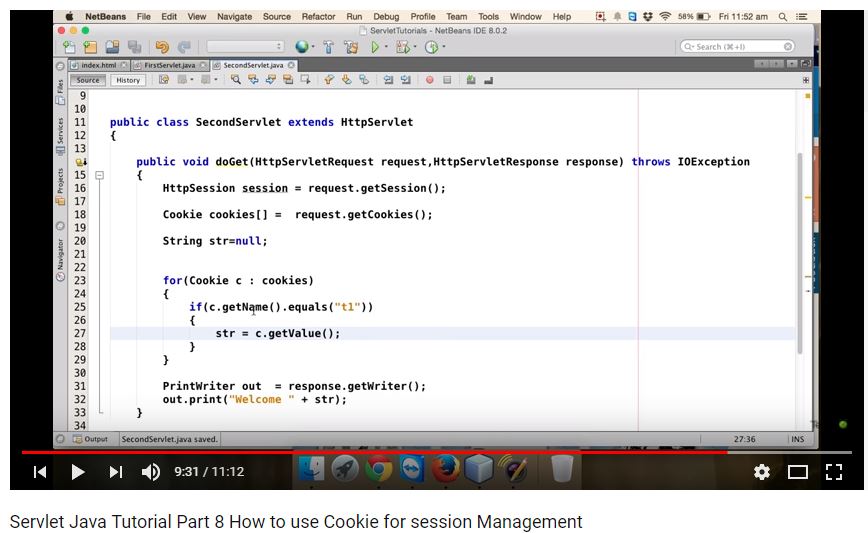 NetBeans File Edit View Navigate Source Refactor Run Debug Profile Team Tools Window Help 58% Fri 11:52 am
ServletTutorials - NetBeans IDE 8.0.2
Search (⌘+I)
index.html FirstServlet.java SecondServlet.java
Source History
Files
Services
Projects
Navigator
9
10
11 public class SecondServlet extends HttpServlet
12 {
13
public void doGet(HttpServletRequest request,HttpServletResponse response) throws IOException
15 {
16 HttpSession session = request.getSession();
17
18 Cookie cookies[] = request.getCookies();
19
20 String str=null;
21
22
23 for(Cookie c : cookies)
24 {
25 if(c.getName().equals("t1"))
26 {
27 str = c.getValue();
28 }
29 }
30
31 PrintWriter out = response.getWriter();
32 out.print("Welcome " + str);
33 }
34
Output SecondServlet.java saved. 27:36 INS
9:31 / 11:12
Servlet Java Tutorial Part 8 How to use Cookie for session Management